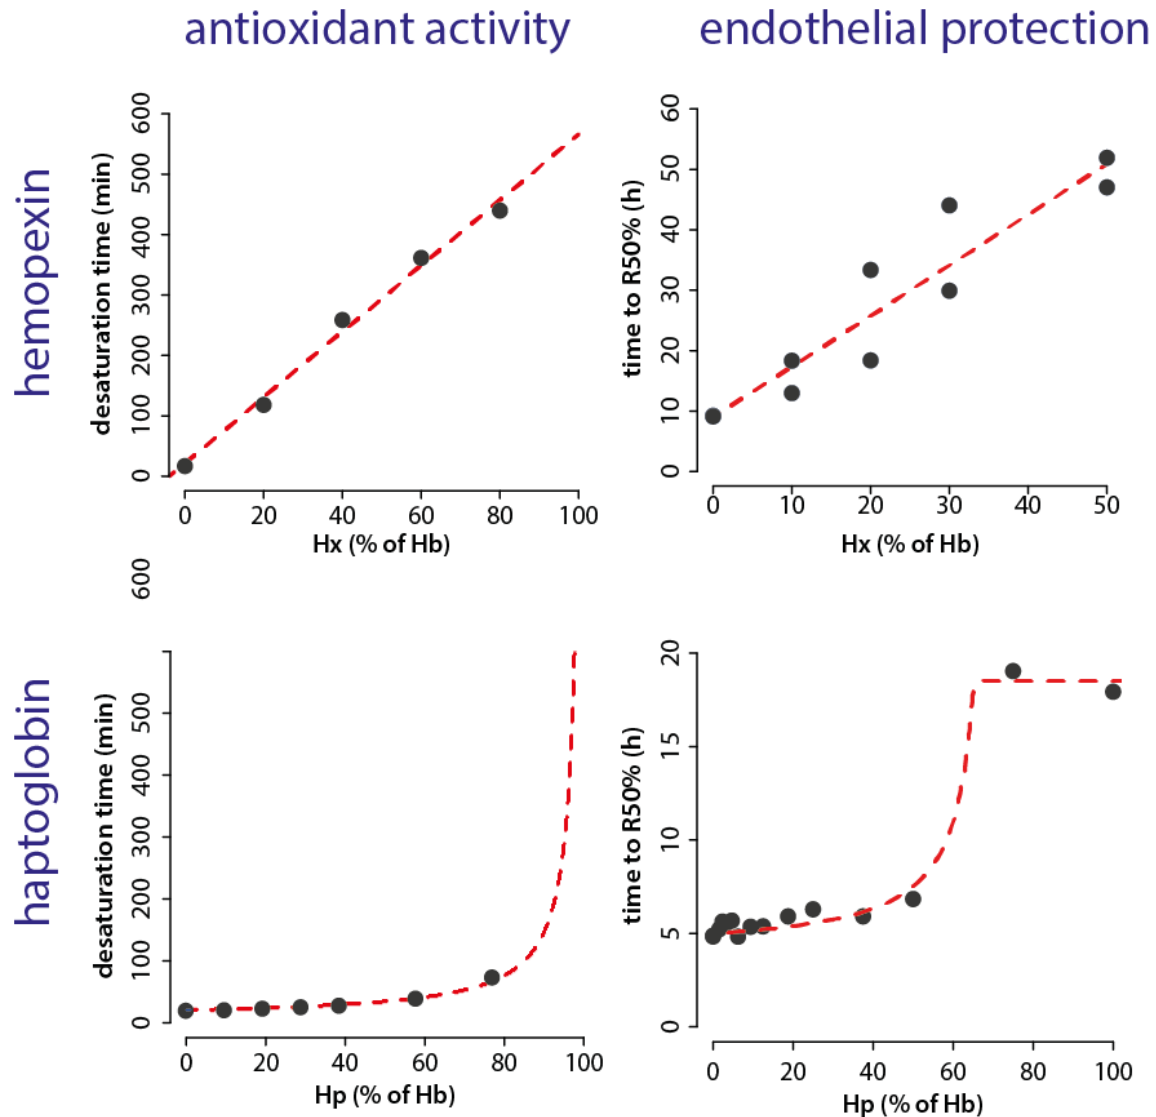 antioxidant activity
endothelial protection
hemopexin
desaturation time (min)
600
500
400
300
200
100
0
0 20 40 60 80 100
Hx (% of Hb)
time to R50% (h)
60
50
40
30
20
10
0
0 10 20 30 40 50
Hx (% of Hb)
haptoglobin
desaturation time (min)
600
500
400
300
200
100
0
0 20 40 60 80 100
Hp (% of Hb)
time to R50% (h)
20
15
10
5
0
0 20 40 60 80 100
Hp (% of Hb)